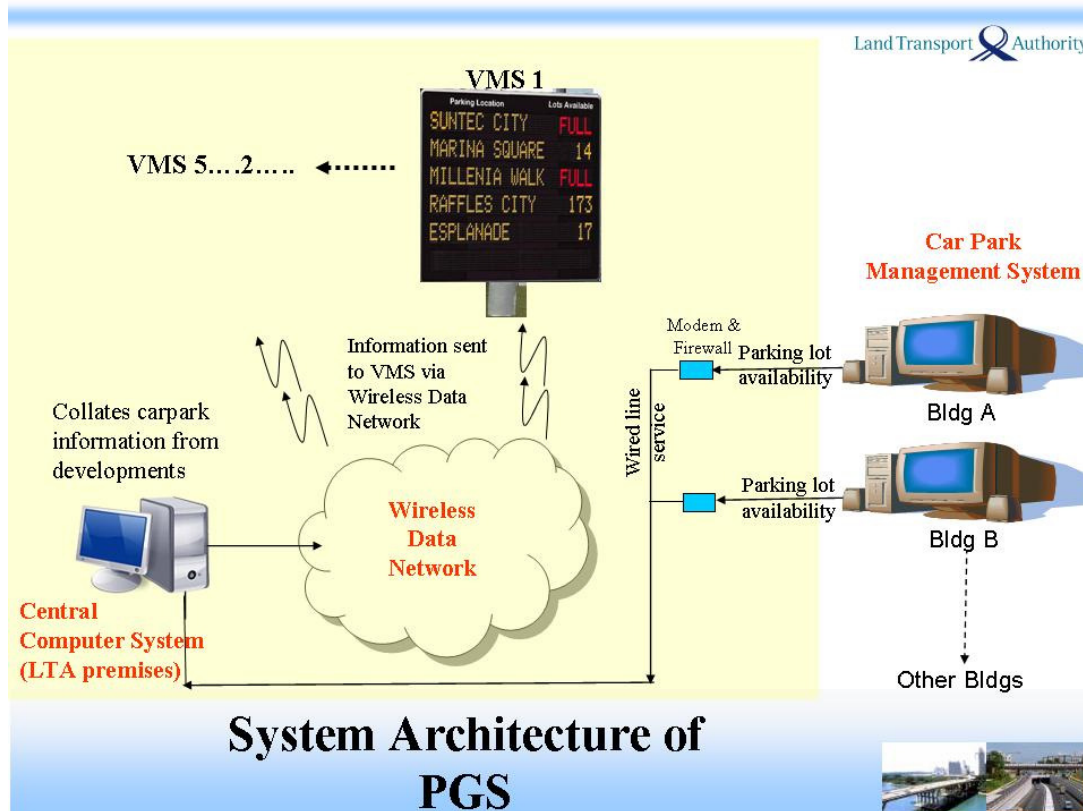 Land Transport Authority
VMS 1
Parking Location Lots Available
SUNTEC CITY FULL
MARINA SQUARE 14
MILLENIA WALK FULL
RAFFLES CITY 173
ESPLANADE 17
VMS 5….2…..
Car Park
Management System
Modem &
Firewall
Parking lot
availability
Bldg A
Wired line
service
Parking lot
availability
Bldg B
Other Bldgs
Information sent
to VMS via
Wireless Data
Network
Collates carpark
information from
developments
Wireless
Data
Network
Central
Computer System
(LTA premises)
System Architecture of
PGS